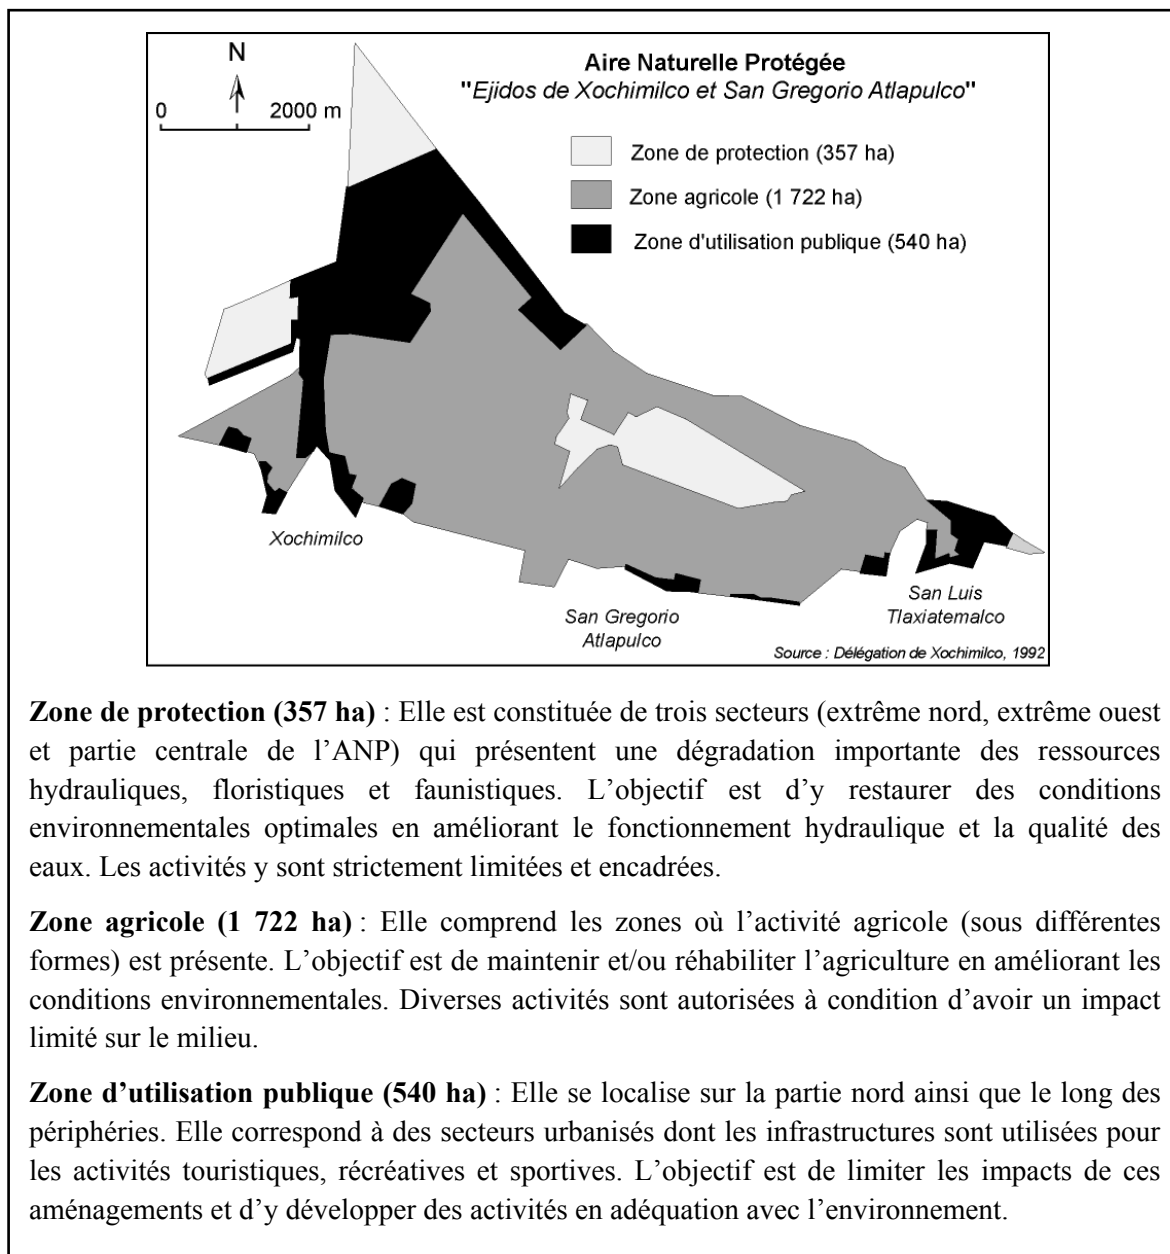 Aire Naturelle Protégée
"Ejidos de Xochimilco et San Gregorio Atlapulco"
N
0 2000 m
Zone de protection (357 ha)
Zone agricole (1 722 ha)
Zone d'utilisation publique (540 ha)
Xochimilco
San Gregorio
Atlapulco
San Luis
Tlaxiatemalco
Source : Délégation de Xochimilco, 1992
Zone de protection (357 ha) : Elle est constituée de trois secteurs (extrême nord, extrême ouest
et partie centrale de l’ANP) qui présentent une dégradation importante des ressources
hydrauliques, floristiques et faunistiques. L’objectif est d’y restaurer des conditions
environnementales optimales en améliorant le fonctionnement hydraulique et la qualité des
eaux. Les activités y sont strictement limitées et encadrées.
Zone agricole (1 722 ha) : Elle comprend les zones où l’activité agricole (sous différentes
formes) est présente. L’objectif est de maintenir et/ou réhabiliter l’agriculture en améliorant les
conditions environnementales. Diverses activités sont autorisées à condition d’avoir un impact
limité sur le milieu.
Zone d’utilisation publique (540 ha) : Elle se localise sur la partie nord ainsi que le long des
périphéries. Elle correspond à des secteurs urbanisés dont les infrastructures sont utilisées pour
les activités touristiques, récréatives et sportives. L’objectif est de limiter les impacts de ces
aménagements et d’y développer des activités en adéquation avec l’environnement.